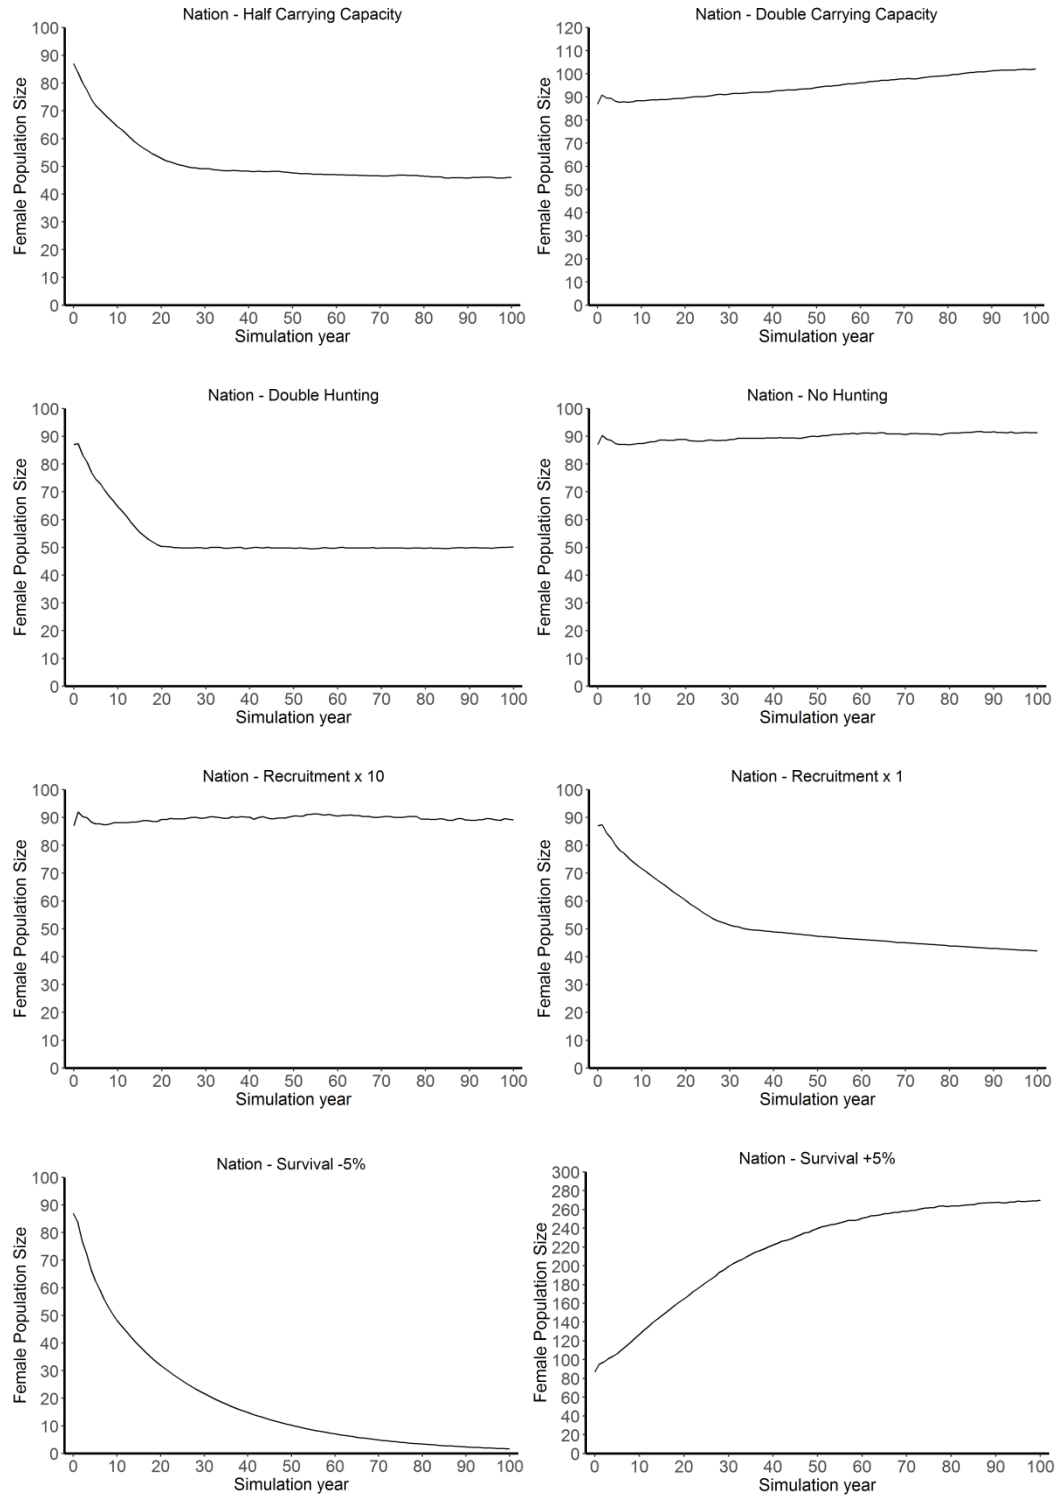 Nation - Half Carrying Capacity
Female Population Size
100
90
80
70
60
50
40
30
20
10
0
0 10 20 30 40 50 60 70 80 90 100
Simulation year
Nation - Double Carrying Capacity
Female Population Size
120
110
100
90
80
70
60
50
40
30
20
10
0
0 10 20 30 40 50 60 70 80 90 100
Simulation year
Nation - Double Hunting
Female Population Size
100
90
80
70
60
50
40
30
20
10
0
0 10 20 30 40 50 60 70 80 90 100
Simulation year
Nation - No Hunting
Female Population Size
100
90
80
70
60
50
40
30
20
10
0
0 10 20 30 40 50 60 70 80 90 100
Simulation year
Nation - Recruitment x 10
Female Population Size
100
90
80
70
60
50
40
30
20
10
0
0 10 20 30 40 50 60 70 80 90 100
Simulation year
Nation - Recruitment x 1
Female Population Size
100
90
80
70
60
50
40
30
20
10
0
0 10 20 30 40 50 60 70 80 90 100
Simulation year
Nation - Survival -5%
Female Population Size
100
90
80
70
60
50
40
30
20
10
0
0 10 20 30 40 50 60 70 80 90 100
Simulation year
Nation - Survival +5%
Female Population Size
300
280
260
240
220
200
180
160
140
120
100
80
60
40
20
0
0 10 20 30 40 50 60 70 80 90 100
Simulation year